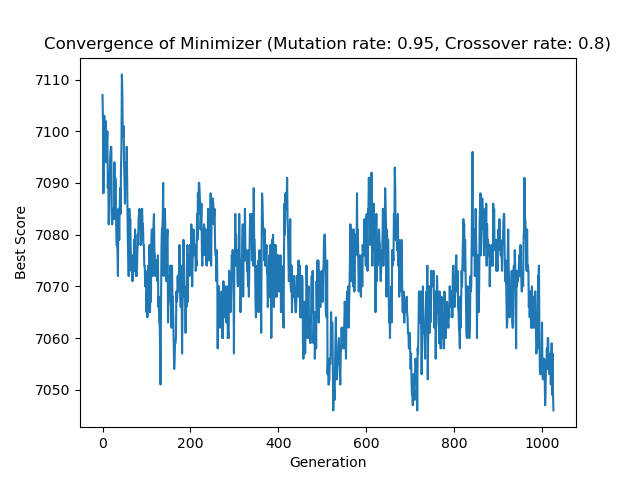 Convergence of Minimizer (Mutation rate: 0.95, Crossover rate: 0.8)
7110
7100
7090
7080
7070
7060
7050
Best Score
0 200 400 600 800 1000
Generation